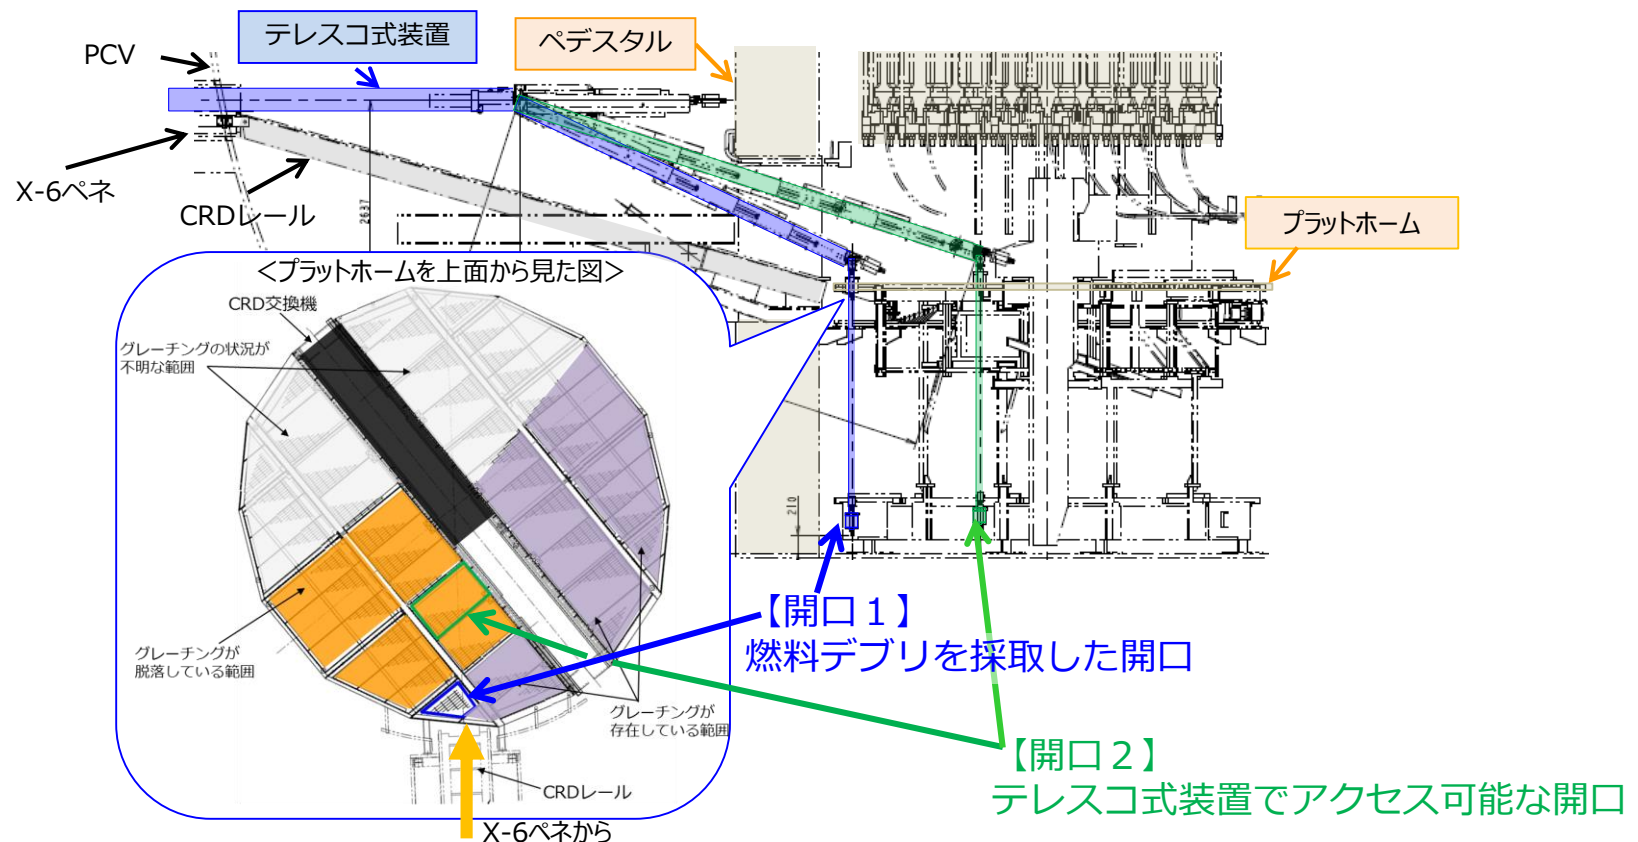 テレスコ式装置
ペデスタル
PCV
X-6ペネ
CRDレール
2637
プラットホーム
＜プラットホームを上面から見た図＞
CRD交換機
グレーチングの状況が
不明な範囲
210
【開口１】
燃料デブリを採取した開口
グレーチングが
脱落している範囲
グレーチングが
存在している範囲
【開口２】
テレスコ式装置でアクセス可能な開口
CRDレール
X-6ペネから